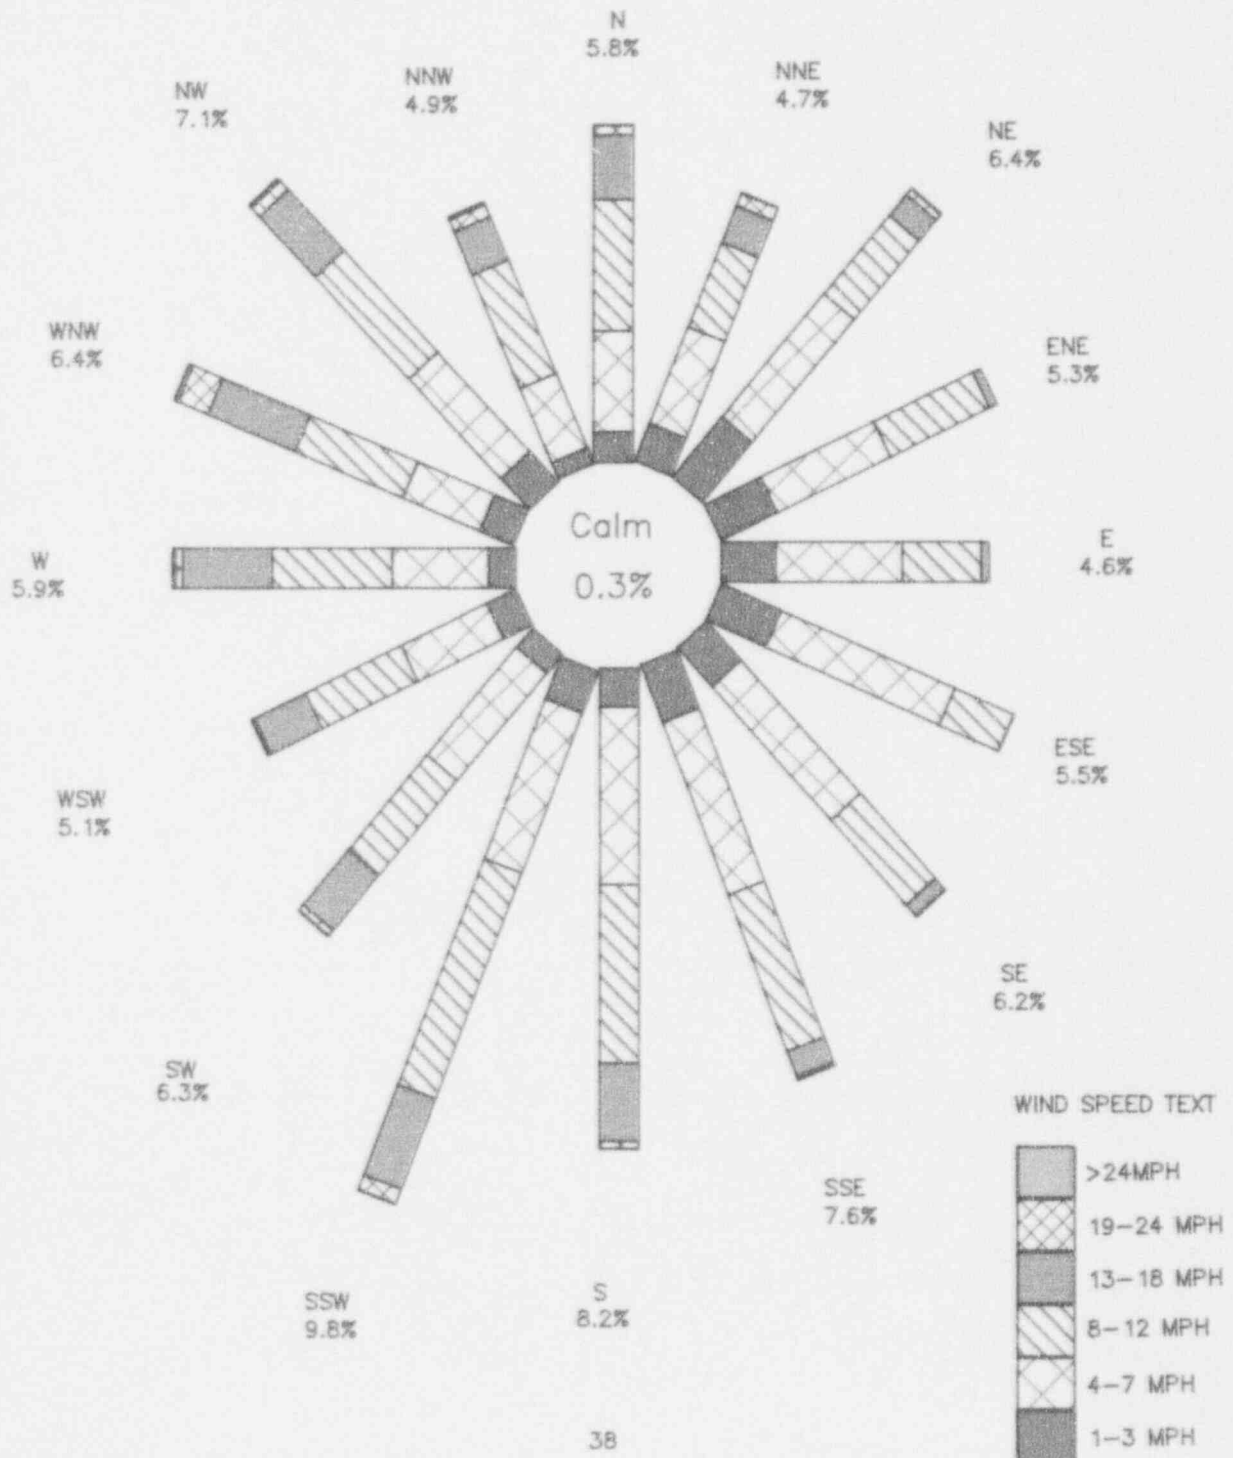 N
5.8%
NNE
4.7%
NE
6.4%
ENE
5.3%
E
4.6%
ESE
5.5%
SE
6.2%
SSE
7.6%
S
8.2%
SSW
9.8%
SW
6.3%
WSW
5.1%
W
5.9%
WNW
6.4%
NW
7.1%
NNW
4.9%
Calm
0.3%
WIND SPEED TEXT
>24MPH
19-24 MPH
13-18 MPH
8-12 MPH
4-7 MPH
1-3 MPH
38